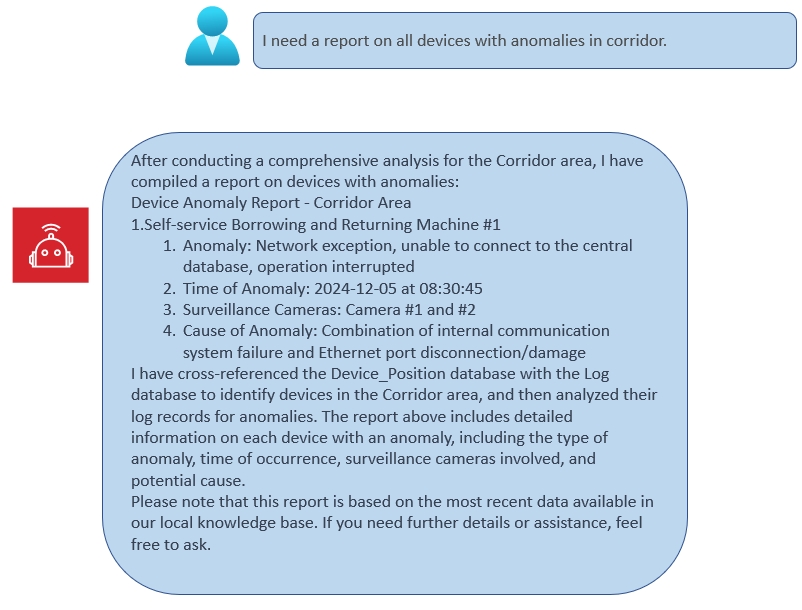 I need a report on all devices with anomalies in corridor.
After conducting a comprehensive analysis for the Corridor area, I have
compiled a report on devices with anomalies:
Device Anomaly Report - Corridor Area
1.Self-service Borrowing and Returning Machine #1
1. Anomaly: Network exception, unable to connect to the central
database, operation interrupted
2. Time of Anomaly: 2024-12-05 at 08:30:45
3. Surveillance Cameras: Camera #1 and #2
4. Cause of Anomaly: Combination of internal communication
system failure and Ethernet port disconnection/damage
I have cross-referenced the Device_Position database with the Log
database to identify devices in the Corridor area, and then analyzed their
log records for anomalies. The report above includes detailed
information on each device with an anomaly, including the type of
anomaly, time of occurrence, surveillance cameras involved, and
potential cause.
Please note that this report is based on the most recent data available in
our local knowledge base. If you need further details or assistance, feel
free to ask.